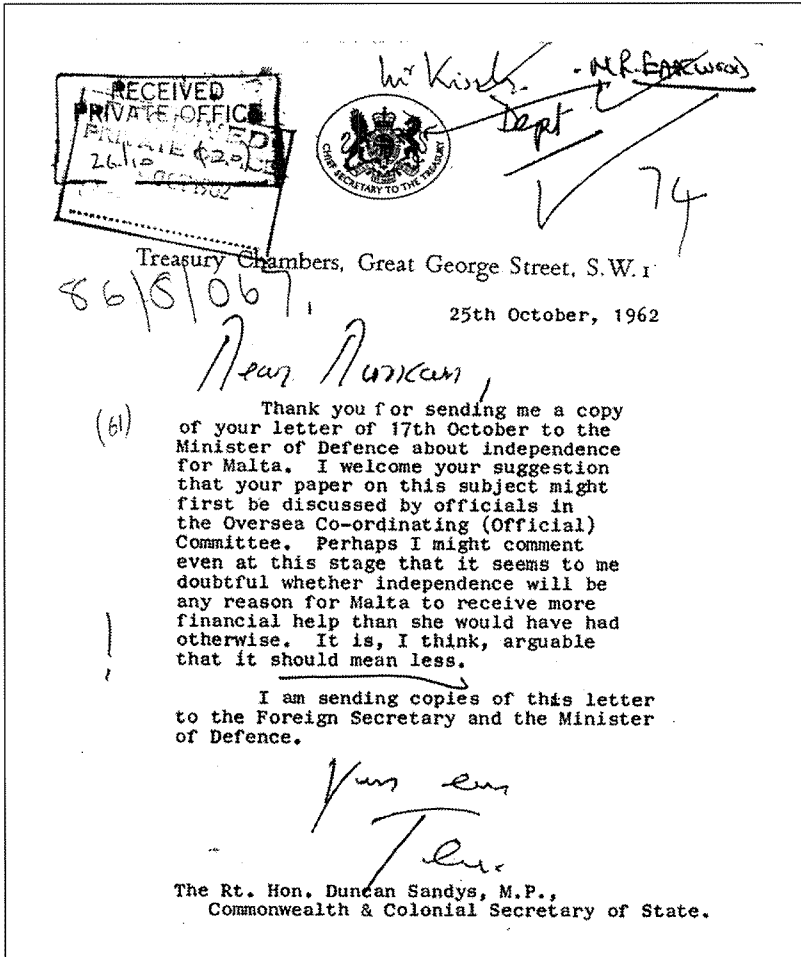 Mr Kisch.
MR. EASTWOOD
Dept
74
RECEIVED
PRIVATE OFFICE
26/10
OCT 1962
CHIEF SECRETARY TO THE TREASURY
Treasury Chambers, Great George Street, S.W.1
86/8/067.
25th October, 1962
Dear Duncan,
(61)
Thank you for sending me a copy
of your letter of 17th October to the
Minister of Defence about independence
for Malta. I welcome your suggestion
that your paper on this subject might
first be discussed by officials in
the Oversea Co-ordinating (Official)
Committee. Perhaps I might comment
even at this stage that it seems to me
doubtful whether independence will be
any reason for Malta to receive more
financial help than she would have had
otherwise. It is, I think, arguable
that it should mean less.
!
I am sending copies of this letter
to the Foreign Secretary and the Minister
of Defence.
The Rt. Hon. Duncan Sandys, M.P.,
Commonwealth & Colonial Secretary of State.